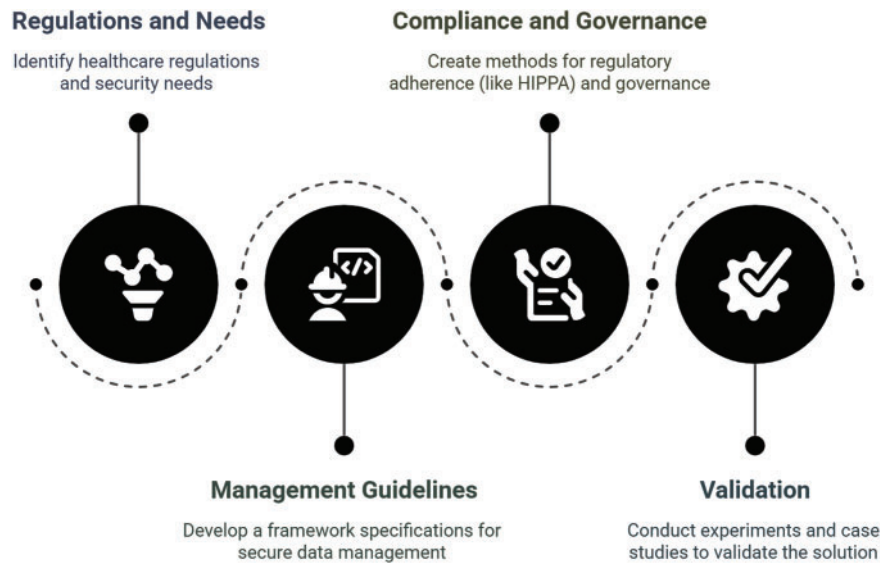 Regulations and Needs
Identify healthcare regulations
and security needs
Compliance and Governance
Create methods for regulatory
adherence (like HIPPA) and governance
</>
Management Guidelines
Develop a framework specifications for
secure data management
Validation
Conduct experiments and case
studies to validate the solution